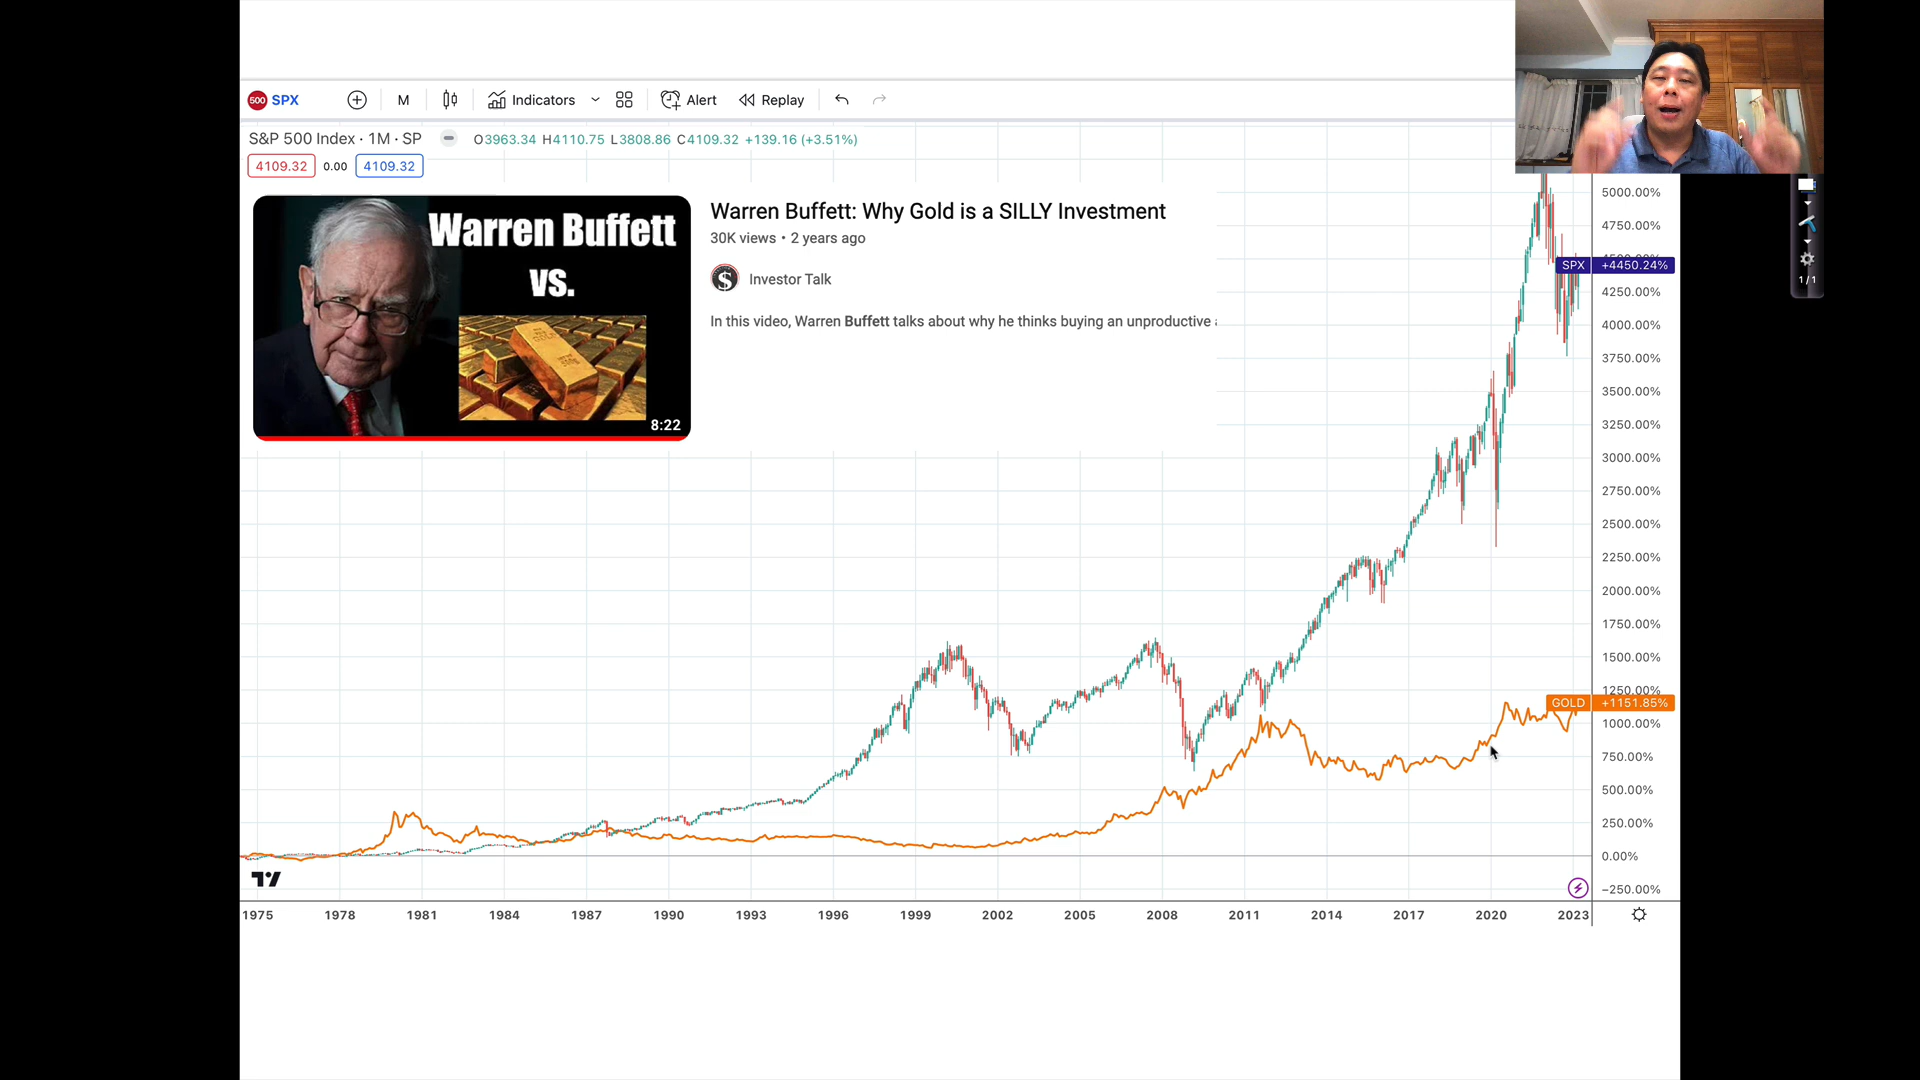 500 SPX M Indicators Alert Replay
S&P 500 Index · 1M · SP O3963.34 H4110.75 L3808.86 C4109.32 +139.16 (+3.51%)
4109.32 0.00 4109.32
Warren Buffett
VS.
8:22
Warren Buffett: Why Gold is a SILLY Investment
30K views • 2 years ago
$ Investor Talk
In this video, Warren Buffett talks about why he thinks buying an unproductive
5000.00%
4750.00%
SPX +4450.24%
4250.00%
4000.00%
3750.00%
3500.00%
3250.00%
3000.00%
2750.00%
2500.00%
2250.00%
2000.00%
1750.00%
1500.00%
1250.00%
GOLD +1151.85%
1000.00%
750.00%
500.00%
250.00%
0.00%
−250.00%
1975 1978 1981 1984 1987 1990 1993 1996 1999 2002 2005 2008 2011 2014 2017 2020 2023
1/1